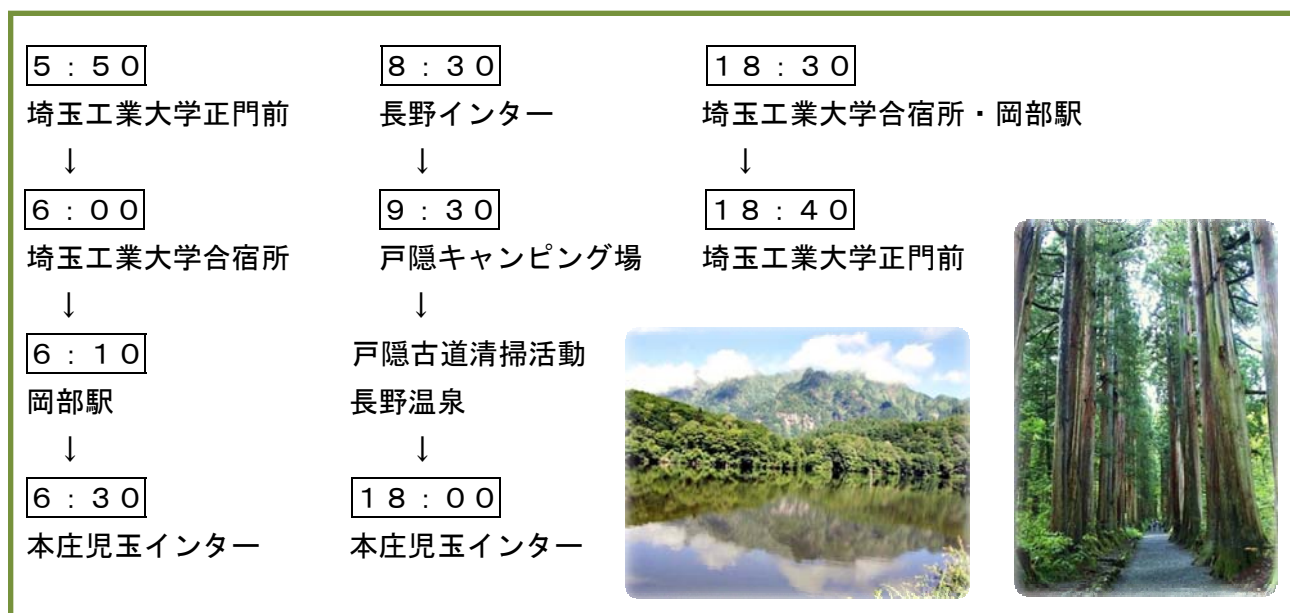 5：50
埼玉工業大学正門前
↓
6：00
埼玉工業大学合宿所
↓
6：10
岡部駅
↓
6：30
本庄児玉インター
8：30
長野インター
↓
9：30
戸隠キャンピング場
↓
戸隠古道清掃活動
長野温泉
↓
18：00
本庄児玉インター
18：30
埼玉工業大学合宿所・岡部駅
↓
18：40
埼玉工業大学正門前